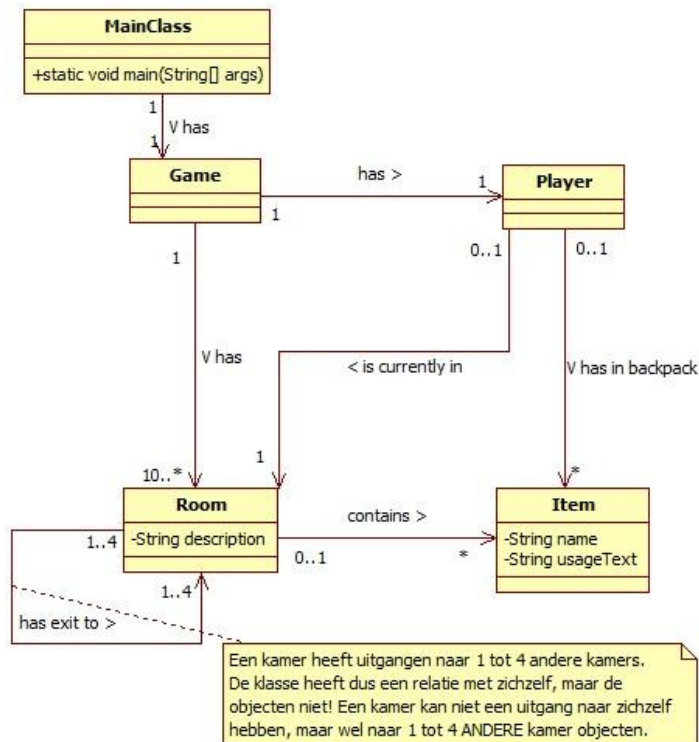 MainClass
+static void main(String[] args)
1
V has
1
Game
has >
1
1
Player
1
0..1
0..1
V has
< is currently in
V has in backpack
10..*
1
*
Room
-String description
contains >
Item
-String name
-String usageText
1..4
0..1
*
1..4
has exit to >
Een kamer heeft uitgangen naar 1 tot 4 andere kamers.
De klasse heeft dus een relatie met zichzelf, maar de
objecten niet! Een kamer kan niet een uitgang naar zichzelf
hebben, maar wel naar 1 tot 4 ANDERE kamer objecten.